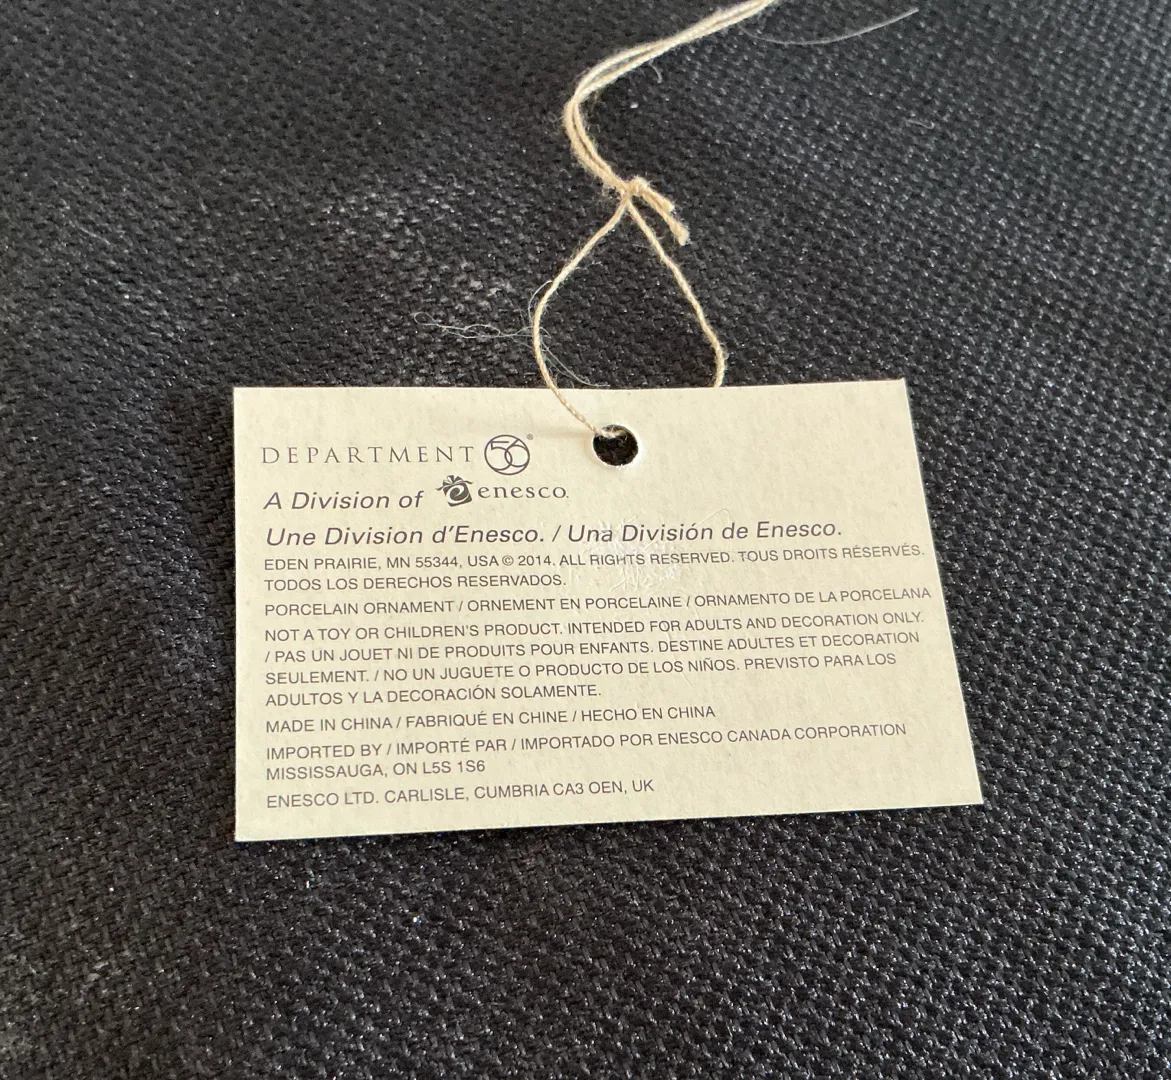 DEPARTMENT 56®
A Division of enesco.
Une Division d'Enesco. / Una División de Enesco.
EDEN PRAIRIE, MN 55344, USA © 2014. ALL RIGHTS RESERVED. TOUS DROITS RÉSERVÉS.
TODOS LOS DERECHOS RESERVADOS.
PORCELAIN ORNAMENT / ORNEMENT EN PORCELAINE / ORNAMENTO DE LA PORCELANA
NOT A TOY OR CHILDREN'S PRODUCT. INTENDED FOR ADULTS AND DECORATION ONLY.
/ PAS UN JOUET NI DE PRODUITS POUR ENFANTS. DESTINE ADULTES ET DECORATION
SEULEMENT. / NO UN JUGUETE O PRODUCTO DE LOS NIÑOS. PREVISTO PARA LOS
ADULTOS Y LA DECORACIÓN SOLAMENTE.
MADE IN CHINA / FABRIQUÉ EN CHINE / HECHO EN CHINA
IMPORTED BY / IMPORTÉ PAR / IMPORTADO POR ENESCO CANADA CORPORATION
MISSISSAUGA, ON L5S 1S6
ENESCO LTD. CARLISLE, CUMBRIA CA3 OEN, UK